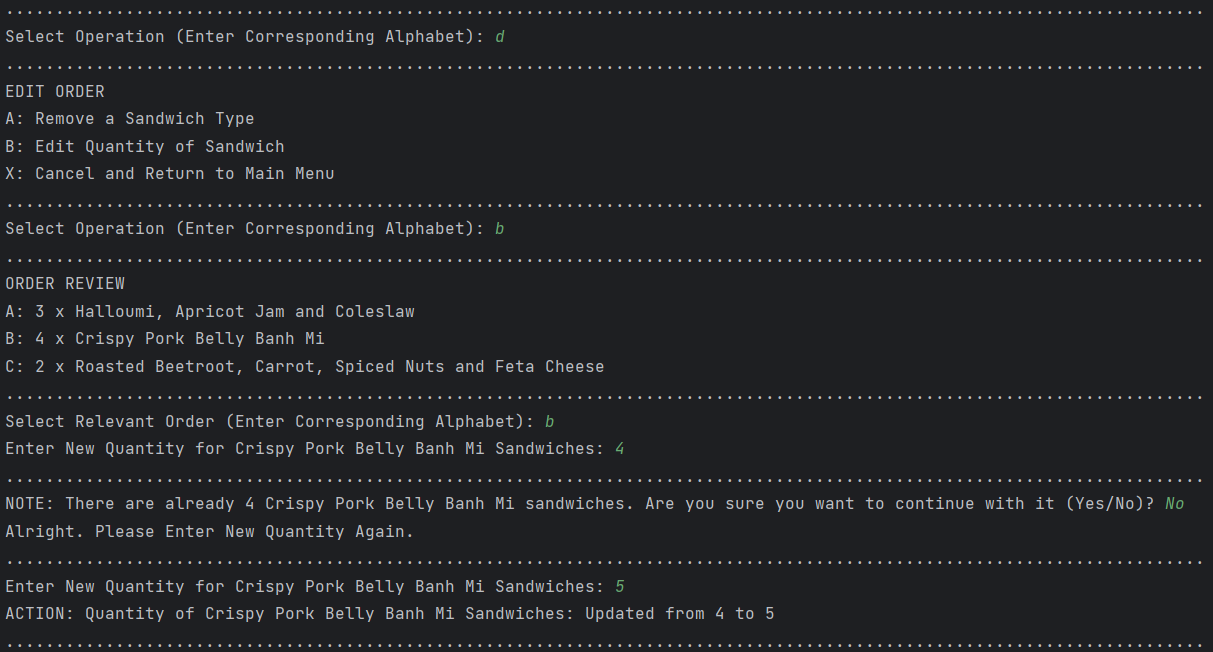 Select Operation (Enter Corresponding Alphabet): d
EDIT ORDER
A: Remove a Sandwich Type
B: Edit Quantity of Sandwich
X: Cancel and Return to Main Menu
Select Operation (Enter Corresponding Alphabet): b
ORDER REVIEW
A: 3 x Halloumi, Apricot Jam and Coleslaw
B: 4 x Crispy Pork Belly Banh Mi
C: 2 x Roasted Beetroot, Carrot, Spiced Nuts and Feta Cheese
Select Relevant Order (Enter Corresponding Alphabet): b
Enter New Quantity for Crispy Pork Belly Banh Mi Sandwiches: 4
NOTE: There are already 4 Crispy Pork Belly Banh Mi sandwiches. Are you sure you want to continue with it (Yes/No)? No
Alright. Please Enter New Quantity Again.
Enter New Quantity for Crispy Pork Belly Banh Mi Sandwiches: 5
ACTION: Quantity of Crispy Pork Belly Banh Mi Sandwiches: Updated from 4 to 5